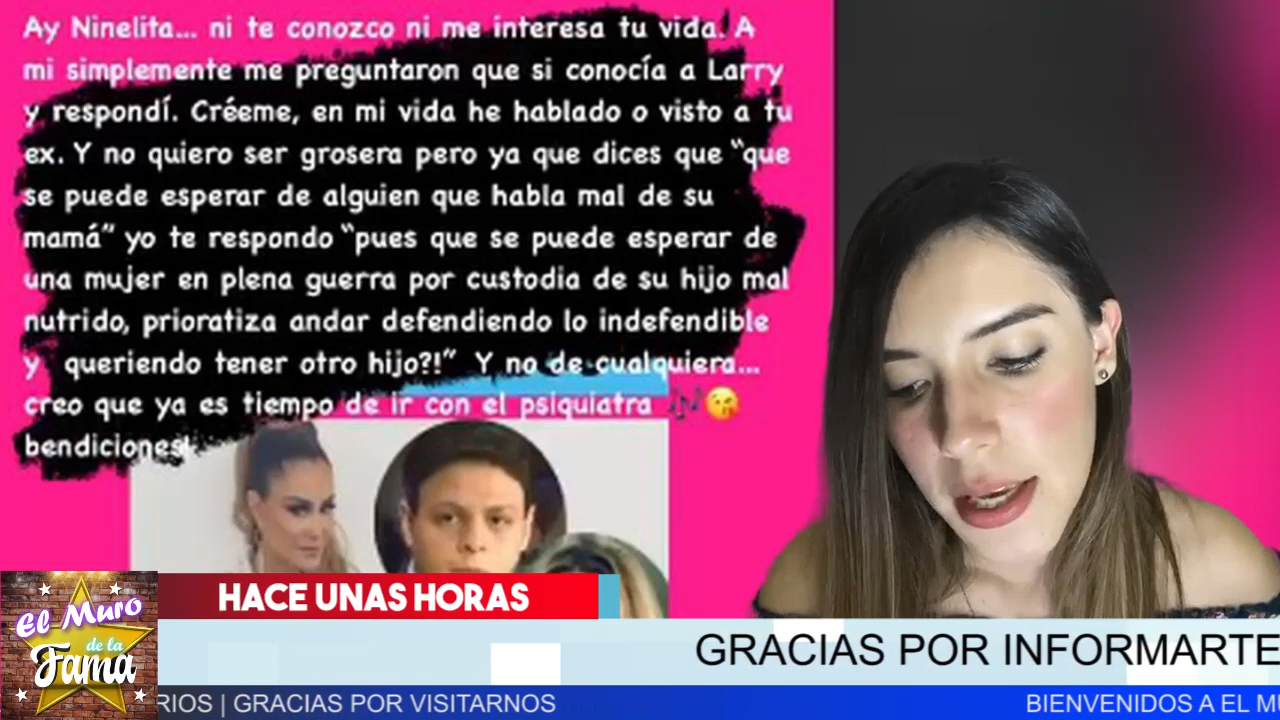 Ay Ninelita... ni te conozco ni me interesa tu vida. A
mi simplemente me preguntaron que si conocía a Larry
y respondí. Créeme, en mi vida he hablado o visto a tu
ex. Y no quiero ser grosera pero ya que dices que “que
se puede esperar de alguien que habla mal de su
mamá” yo te respondo “pues que se puede esperar de
una mujer en plena guerra por custodia de su hijo mal
nutrido, prioratiza andar defendiendo lo indefendible
y queriendo tener otro hijo?!” Y no de cualquiera...
creo que ya es tiempo de ir con el psiquiatra 🎶😘
bendiciones!
HACE UNAS HORAS
El Muro
de la
Fama
GRACIAS POR INFORMARTE
RIOS | GRACIAS POR VISITARNOS
BIENVENIDOS A EL M